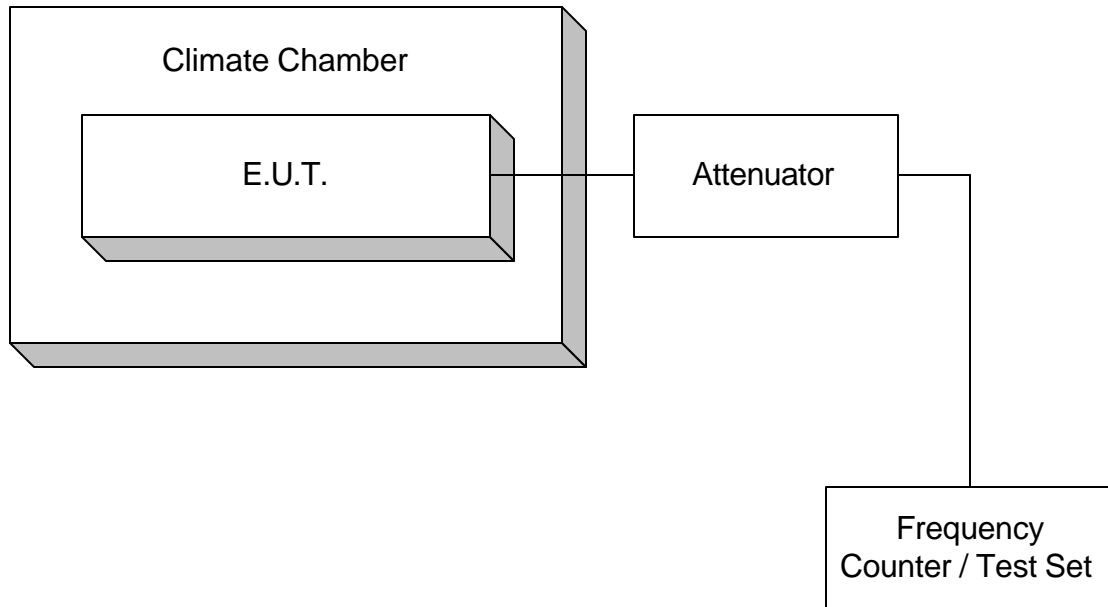 Climate Chamber
E.U.T.
Attenuator
Frequency
Counter / Test Set